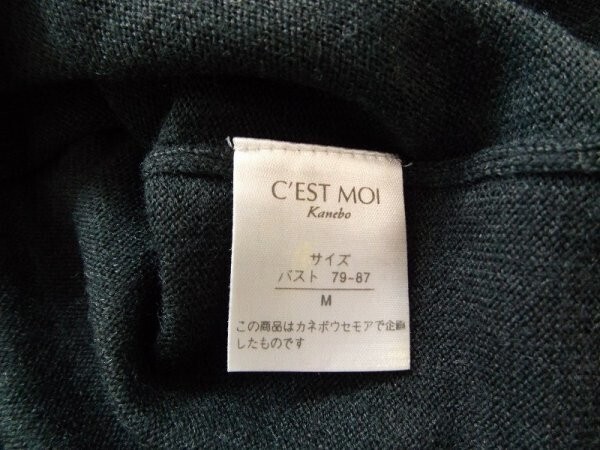 C'EST MOI
Kanebo
サイズ
バスト 79-87
M
この商品はカネボウセモアで企画
したものです